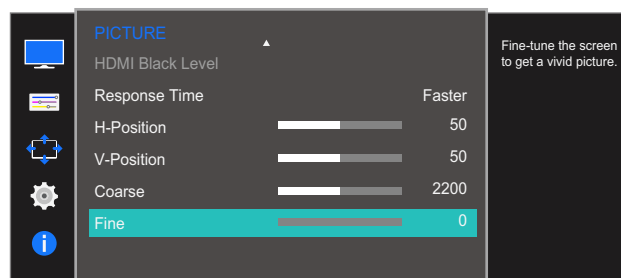 PICTURE
HDMI Black Level
Response Time Faster
H-Position 50
V-Position 50
Coarse 2200
Fine 0
Fine-tune the screen
to get a vivid picture.